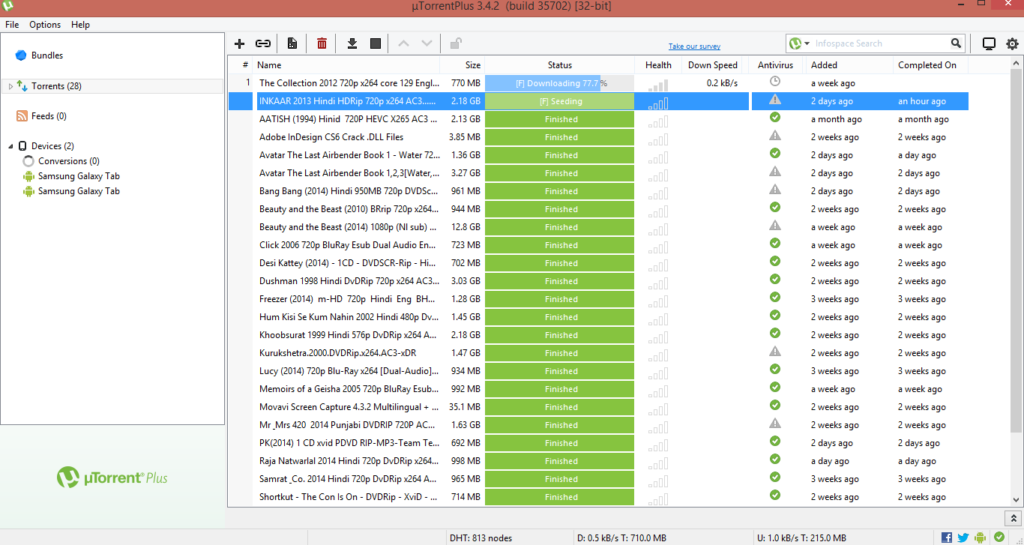 µTorrentPlus 3.4.2 (build 35702) [32-bit]
File Options Help
Take our survey
Infospace Search
Bundles
Torrents (28)
Feeds (0)
Devices (2)
Conversions (0)
Samsung Galaxy Tab
Samsung Galaxy Tab
µTorrent Plus
# Name Size Status Health Down Speed Antivirus Added Completed On
1 The Collection 2012 720p x264 core 129 Engl... 770 MB [F] Downloading 77.7 % 0.2 kB/s a week ago
INKAAR 2013 Hindi HDRip 720p x264 AC3...... 2.18 GB [F] Seeding 2 days ago an hour ago
AATISH (1994) Hindi 720P HEVC X265 AC3 ... 2.13 GB Finished a month ago a month ago
Adobe InDesign CS6 Crack .DLL Files 3.85 MB Finished 2 weeks ago 2 weeks ago
Avatar The Last Airbender Book 1 - Water 72... 1.36 GB Finished 2 days ago a day ago
Avatar The Last Airbender Book 1,2,3[Water,... 3.27 GB Finished 2 days ago 2 days ago
Bang Bang (2014) Hindi 950MB 720p DVDSc... 961 MB Finished 2 days ago 2 days ago
Beauty and the Beast (2010) BRrip 720p x264... 944 MB Finished 2 weeks ago 2 weeks ago
Beauty and the Beast (2014) 1080p (NI sub) ... 12.8 GB Finished a week ago a week ago
Click 2006 720p BluRay Esub Dual Audio En... 723 MB Finished 2 weeks ago 2 weeks ago
Desi Kattey (2014) - 1CD - DVDSCR-Rip - Hi... 702 MB Finished 2 weeks ago 2 weeks ago
Dushman 1998 Hindi DvDRip 720p x264 AC3... 3.03 GB Finished 2 weeks ago 2 weeks ago
Freezer (2014) m-HD 720p Hindi Eng BH... 1.28 GB Finished 3 weeks ago 3 weeks ago
Hum Kisi Se Kum Nahin 2002 Hindi 480p Dv... 1.45 GB Finished 2 weeks ago 2 weeks ago
Khoobsurat 1999 Hindi 576p DvDRip x264 A... 2.18 GB Finished 2 weeks ago 2 weeks ago
Kurukshetra.2000.DVDRip.x264.AC3-xDR 1.47 GB Finished 2 weeks ago 2 weeks ago
Lucy (2014) 720p Blu-Ray x264 [Dual-Audio]... 934 MB Finished 3 weeks ago 3 weeks ago
Memoirs of a Geisha 2005 720p BluRay Esub... 992 MB Finished a week ago a week ago
Movavi Screen Capture 4.3.2 Multilingual + ... 35.1 MB Finished 2 weeks ago 2 weeks ago
Mr_Mrs 420 2014 Punjabi DVDRIP 720P AC... 1.63 GB Finished 2 weeks ago 2 weeks ago
PK(2014) 1 CD xvid PDVD RIP-MP3-Team Te... 692 MB Finished 2 days ago 2 days ago
Raja Natwarlal 2014 Hindi 720p DvDRip x264... 998 MB Finished a day ago a day ago
Samrat _Co. 2014 Hindi 720p DvDRip x264 A... 1.65 GB Finished 3 weeks ago 3 weeks ago
Shortkut - The Con Is On - DVDRip - XviD - ... 714 MB Finished 2 weeks ago 2 weeks ago
DHT: 813 nodes D: 0.5 kB/s T: 710.0 MB U: 1.0 kB/s T: 215.0 MB